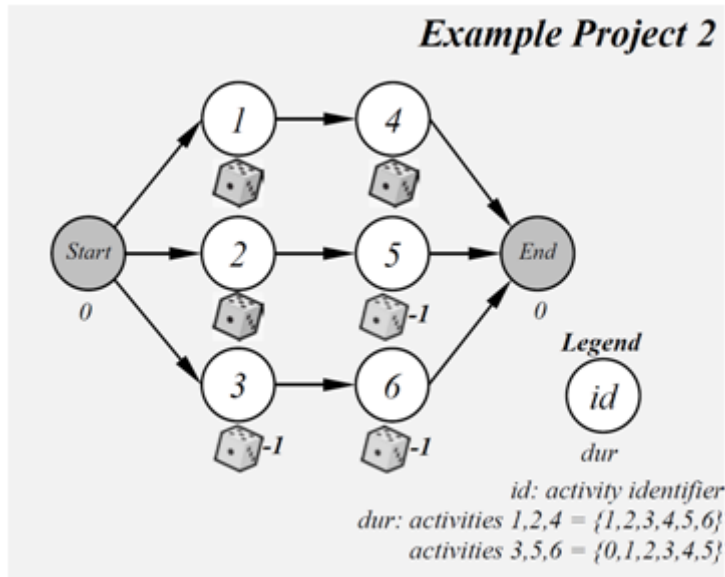 Example Project 2
1
4
Start
2
5
End
0
-1
0
3
6
-1
-1
Legend
id
dur
id: activity identifier
dur: activities 1,2,4 = {1,2,3,4,5,6}
activities 3,5,6 = {0,1,2,3,4,5}